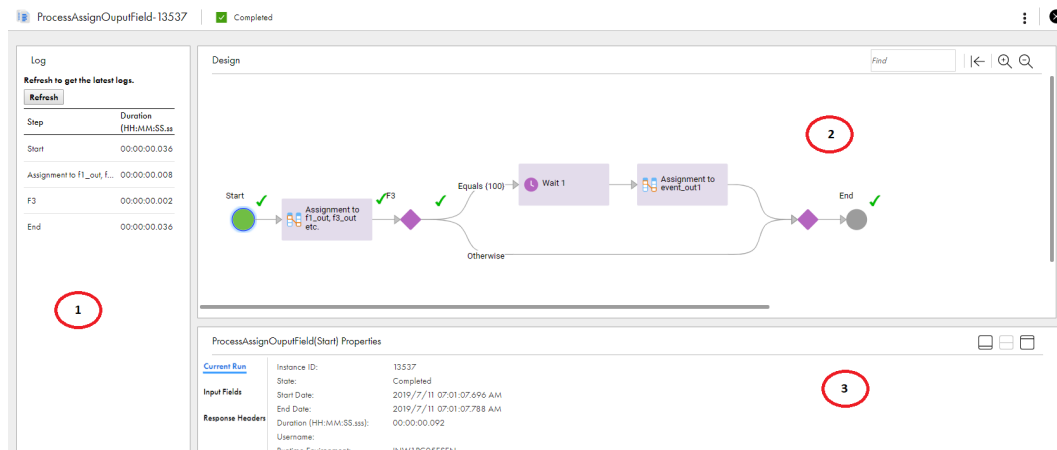 ProcessAssignOuputField-13537
Completed
Log
Refresh to get the latest logs.
Refresh
Step
Duration
(HH:MM:SS.ss
Start
00:00:00.036
Assignment to f1_out, f...
00:00:00.008
F3
00:00:00.002
End
00:00:00.036
1
Design
Find
2
Start
Assignment to
f1_out, f3_out
etc.
F3
Equals (100)
Wait 1
Assignment to
event_out1
Otherwise
End
ProcessAssignOuputField(Start) Properties
Current Run
Input Fields
Response Headers
Instance ID:
13537
State:
Completed
Start Date:
2019/7/11 07:01:07.696 AM
End Date:
2019/7/11 07:01:07.788 AM
Duration (HH:MM:SS.sss):
00:00:00.092
Username:
3